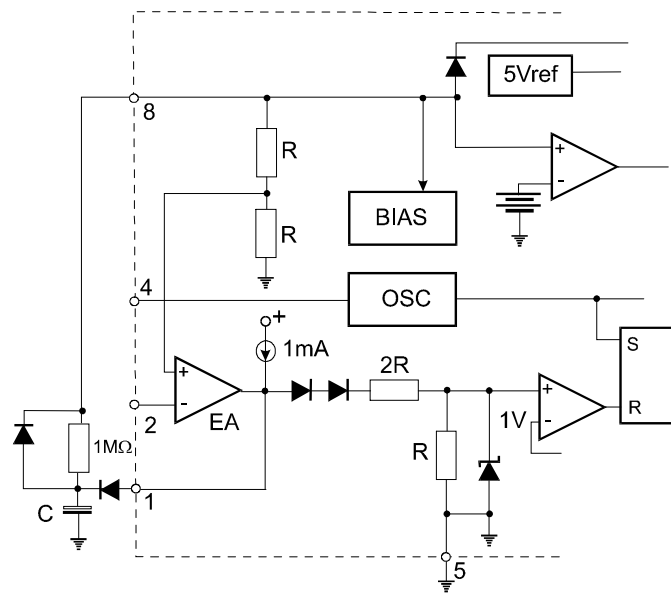 5Vref
8
R
+
-
R
BIAS
4
OSC
+
1mA
S
2R
+
+
-
EA
2
1V
-
R
1MΩ
R
1
C
5